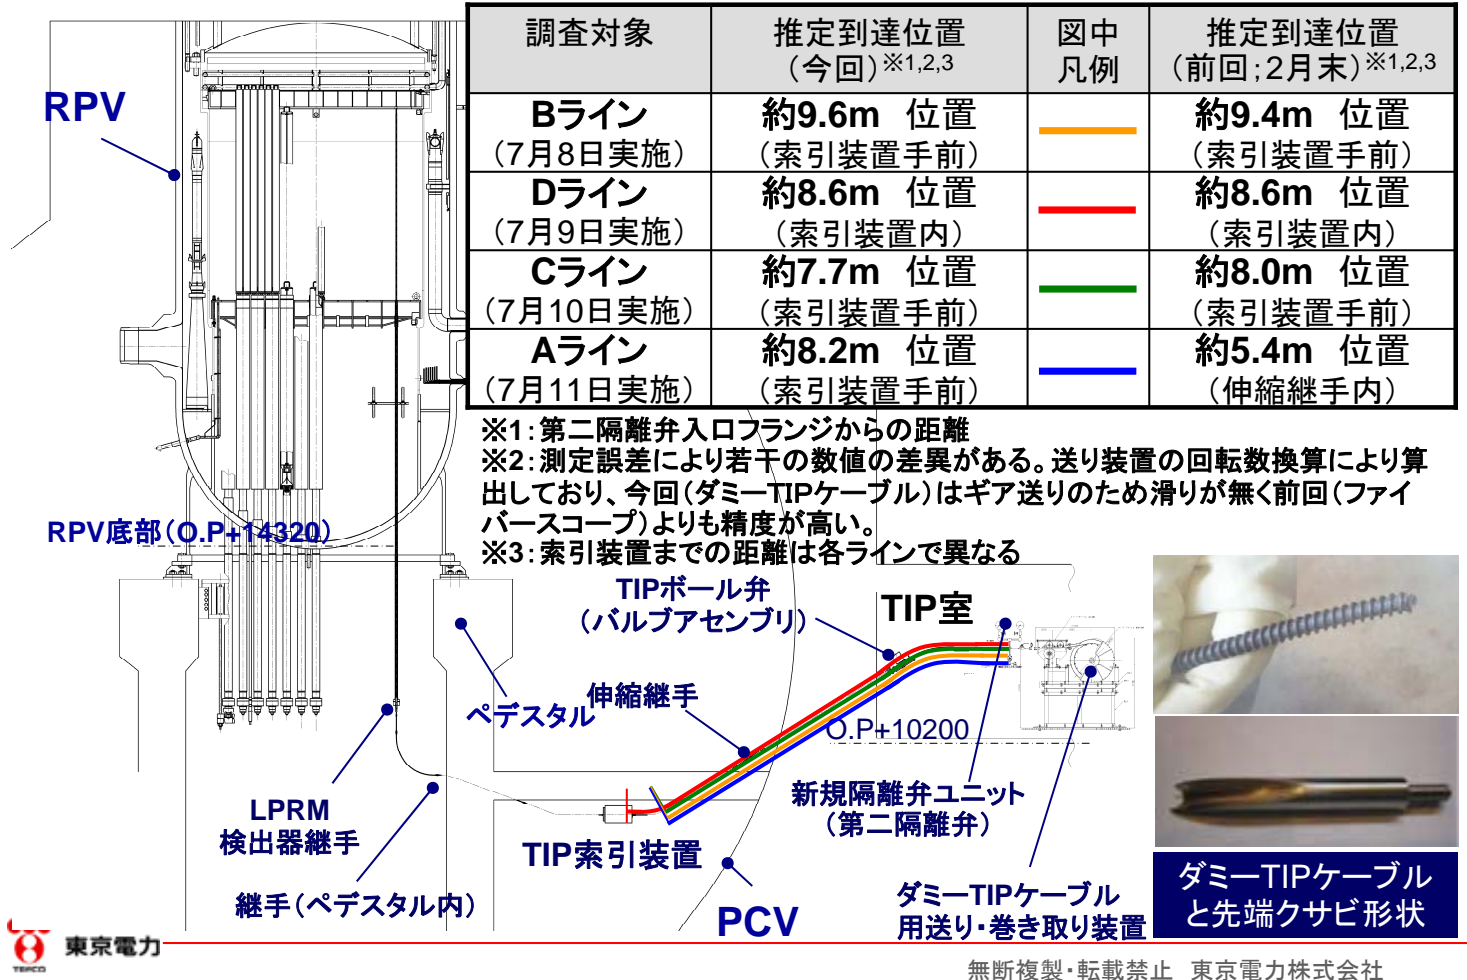 調査対象
推定到達位置
(今回)※1,2,3
図中
凡例
推定到達位置
(前回;2月末)※1,2,3
Bライン
(7月8日実施)
約9.6m 位置
(索引装置手前)
約9.4m 位置
(索引装置手前)
Dライン
(7月9日実施)
約8.6m 位置
(索引装置内)
約8.6m 位置
(索引装置内)
Cライン
(7月10日実施)
約7.7m 位置
(索引装置手前)
約8.0m 位置
(索引装置手前)
Aライン
(7月11日実施)
約8.2m 位置
(索引装置手前)
約5.4m 位置
(伸縮継手内)
※1:第二隔離弁入口フランジからの距離
※2:測定誤差により若干の数値の差異がある。送り装置の回転数換算により算
出しており、今回(ダミーTIPケーブル)はギア送りのため滑りが無く前回(ファイ
バースコープ)よりも精度が高い。
※3:索引装置までの距離は各ラインで異なる
RPV
RPV底部(O.P+14320)
TIPボール弁
(バルブアセンブリ)
TIP室
ペデスタル
伸縮継手
O.P+10200
LPRM
検出器継手
新規隔離弁ユニット
(第二隔離弁)
TIP索引装置
継手(ペデスタル内)
PCV
ダミーTIPケーブル
用送り・巻き取り装置
ダミーTIPケーブル
と先端クサビ形状
TEPCO
東京電力
無断複製・転載禁止 東京電力株式会社